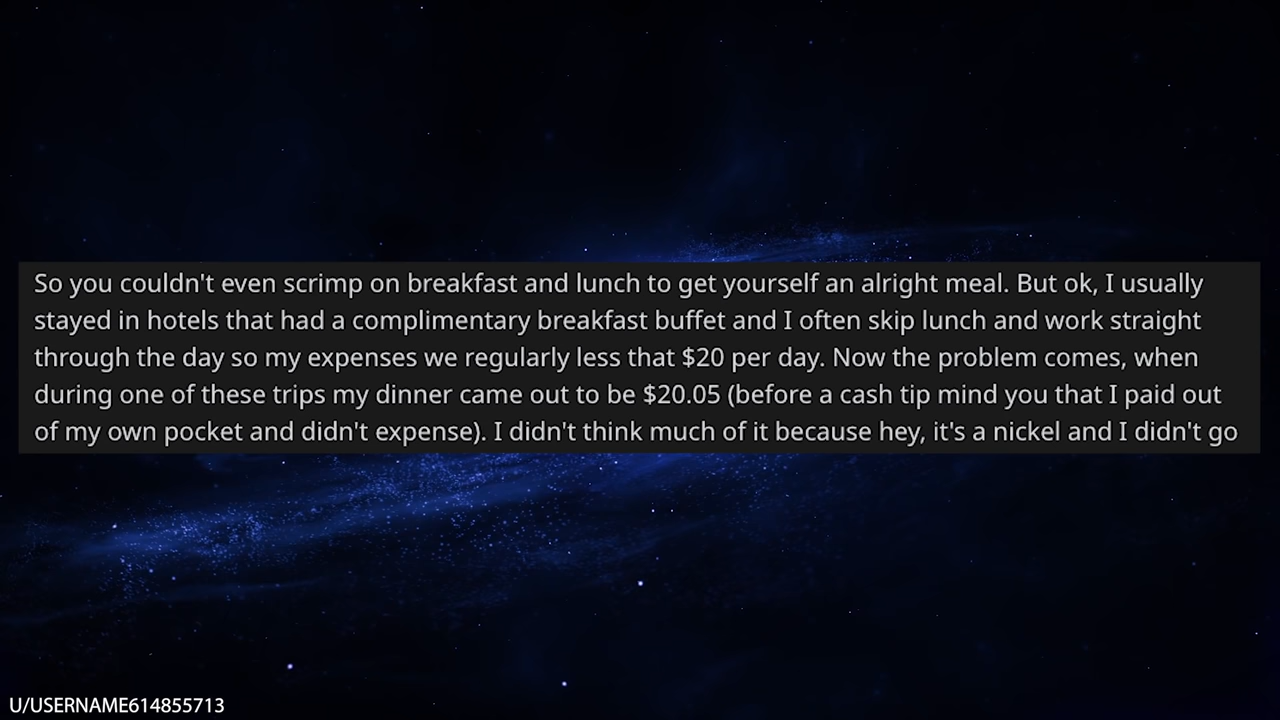 So you couldn't even scrimp on breakfast and lunch to get yourself an alright meal. But ok, I usually
stayed in hotels that had a complimentary breakfast buffet and I often skip lunch and work straight
through the day so my expenses we regularly less that $20 per day. Now the problem comes, when
during one of these trips my dinner came out to be $20.05 (before a cash tip mind you that I paid out
of my own pocket and didn't expense). I didn't think much of it because hey, it's a nickel and I didn't go
U/USERNAME614855713